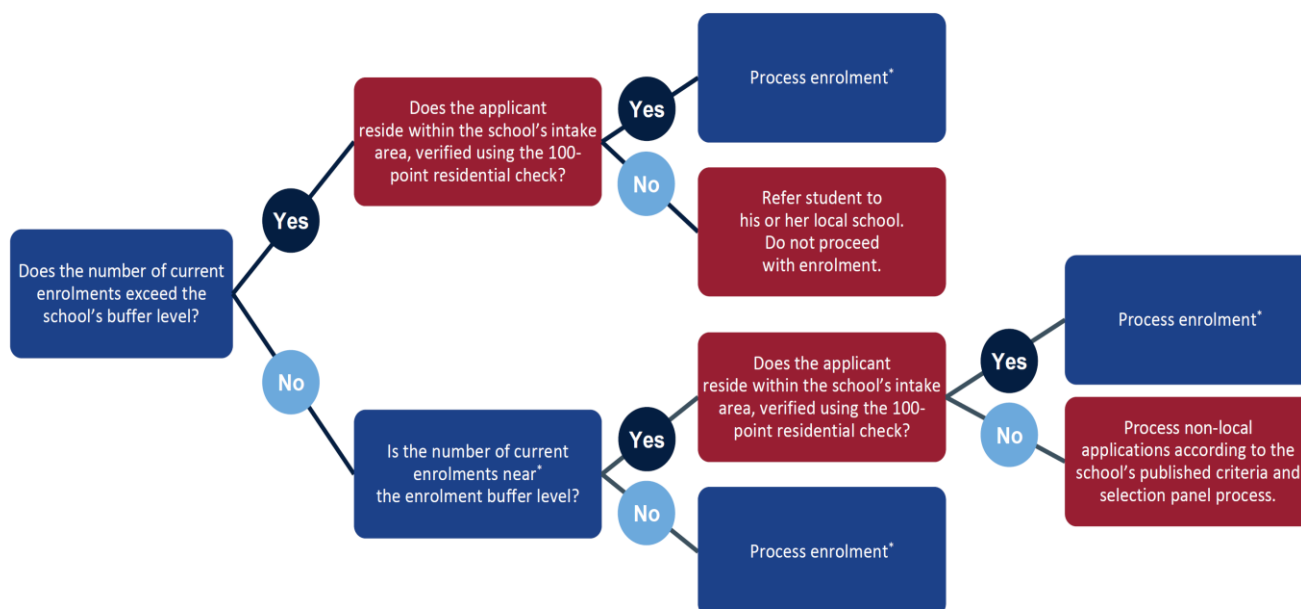 Does the number of current
enrolments exceed the
school's buffer level?
Yes
Does the applicant
reside within the school's intake
area, verified using the 100-
point residential check?
Yes
Process enrolment*
No
Refer student to
his or her local school.
Do not proceed
with enrolment.
No
Is the number of current
enrolments near*
the enrolment buffer level?
Yes
Does the applicant
reside within the school's intake
area, verified using the 100-
point residential check?
Yes
Process enrolment*
No
Process non-local
applications according to the
school's published criteria and
selection panel process.
No
Process enrolment*